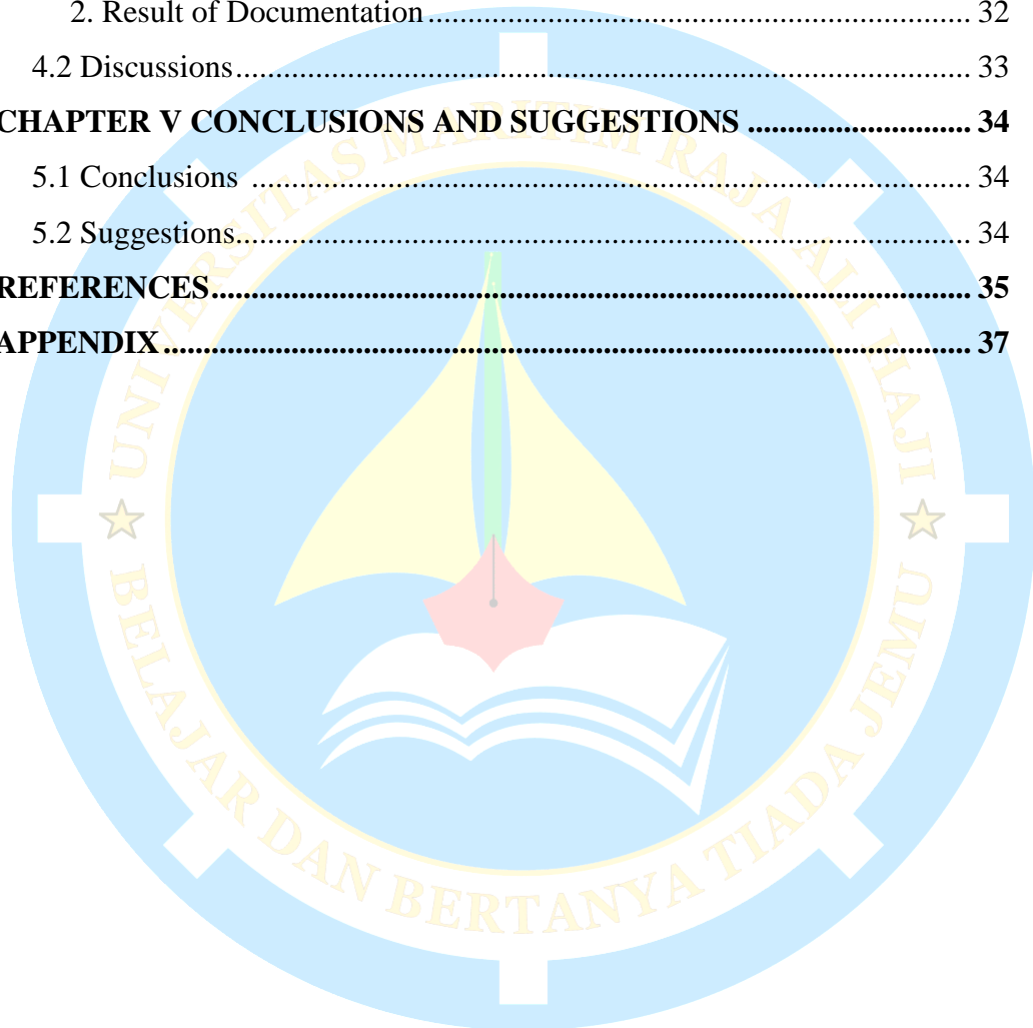 2. Result of Documentation................................................................ 32
4.2 Discussions.......................................................................................... 33
CHAPTER V CONCLUSIONS AND SUGGESTIONS ............................ 34
5.1 Conclusions ........................................................................................ 34
5.2 Suggestions.......................................................................................... 34
REFERENCES............................................................................................. 35
APPENDIX................................................................................................... 37
UNIVERSITAS MARITIM RAJA ALI HAJI
BELAJAR DAN BERTANYA TIADA JEMU